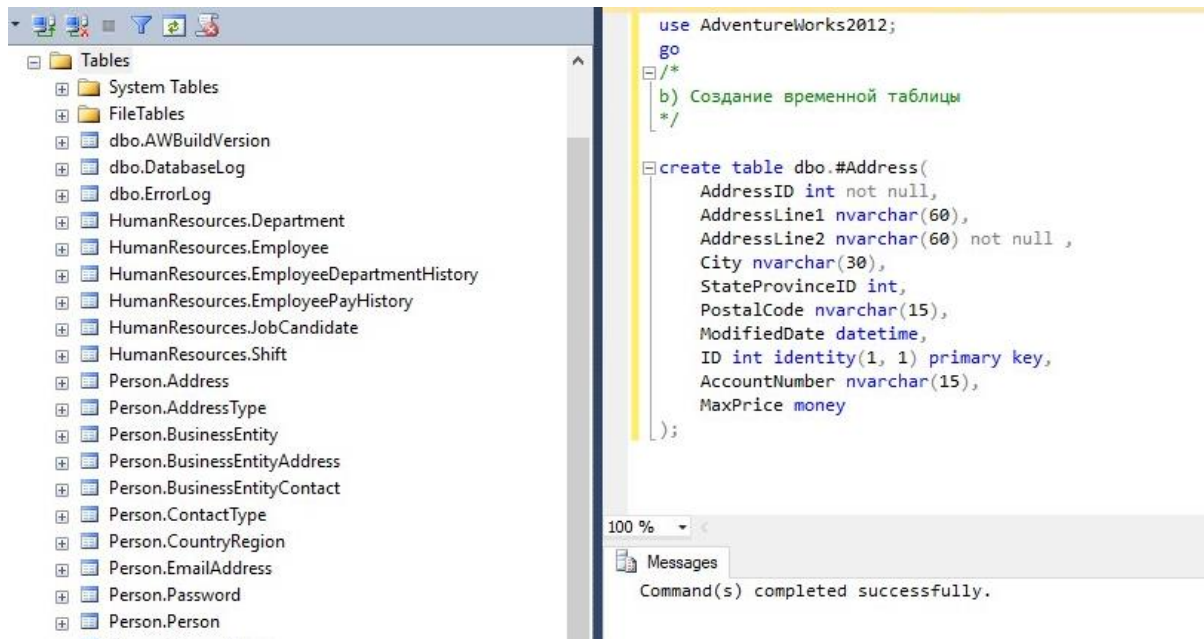 Tables
System Tables
FileTables
dbo.AWBuildVersion
dbo.DatabaseLog
dbo.ErrorLog
HumanResources.Department
HumanResources.Employee
HumanResources.EmployeeDepartmentHistory
HumanResources.EmployeePayHistory
HumanResources.JobCandidate
HumanResources.Shift
Person.Address
Person.AddressType
Person.BusinessEntity
Person.BusinessEntityAddress
Person.BusinessEntityContact
Person.ContactType
Person.CountryRegion
Person.EmailAddress
Person.Password
Person.Person
use AdventureWorks2012;
go
/*
b) Создание временной таблицы
*/
create table dbo.#Address(
AddressID int not null,
AddressLine1 nvarchar(60),
AddressLine2 nvarchar(60) not null ,
City nvarchar(30),
StateProvinceID int,
PostalCode nvarchar(15),
ModifiedDate datetime,
ID int identity(1, 1) primary key,
AccountNumber nvarchar(15),
MaxPrice money
);
100 %
Messages
Command(s) completed successfully.